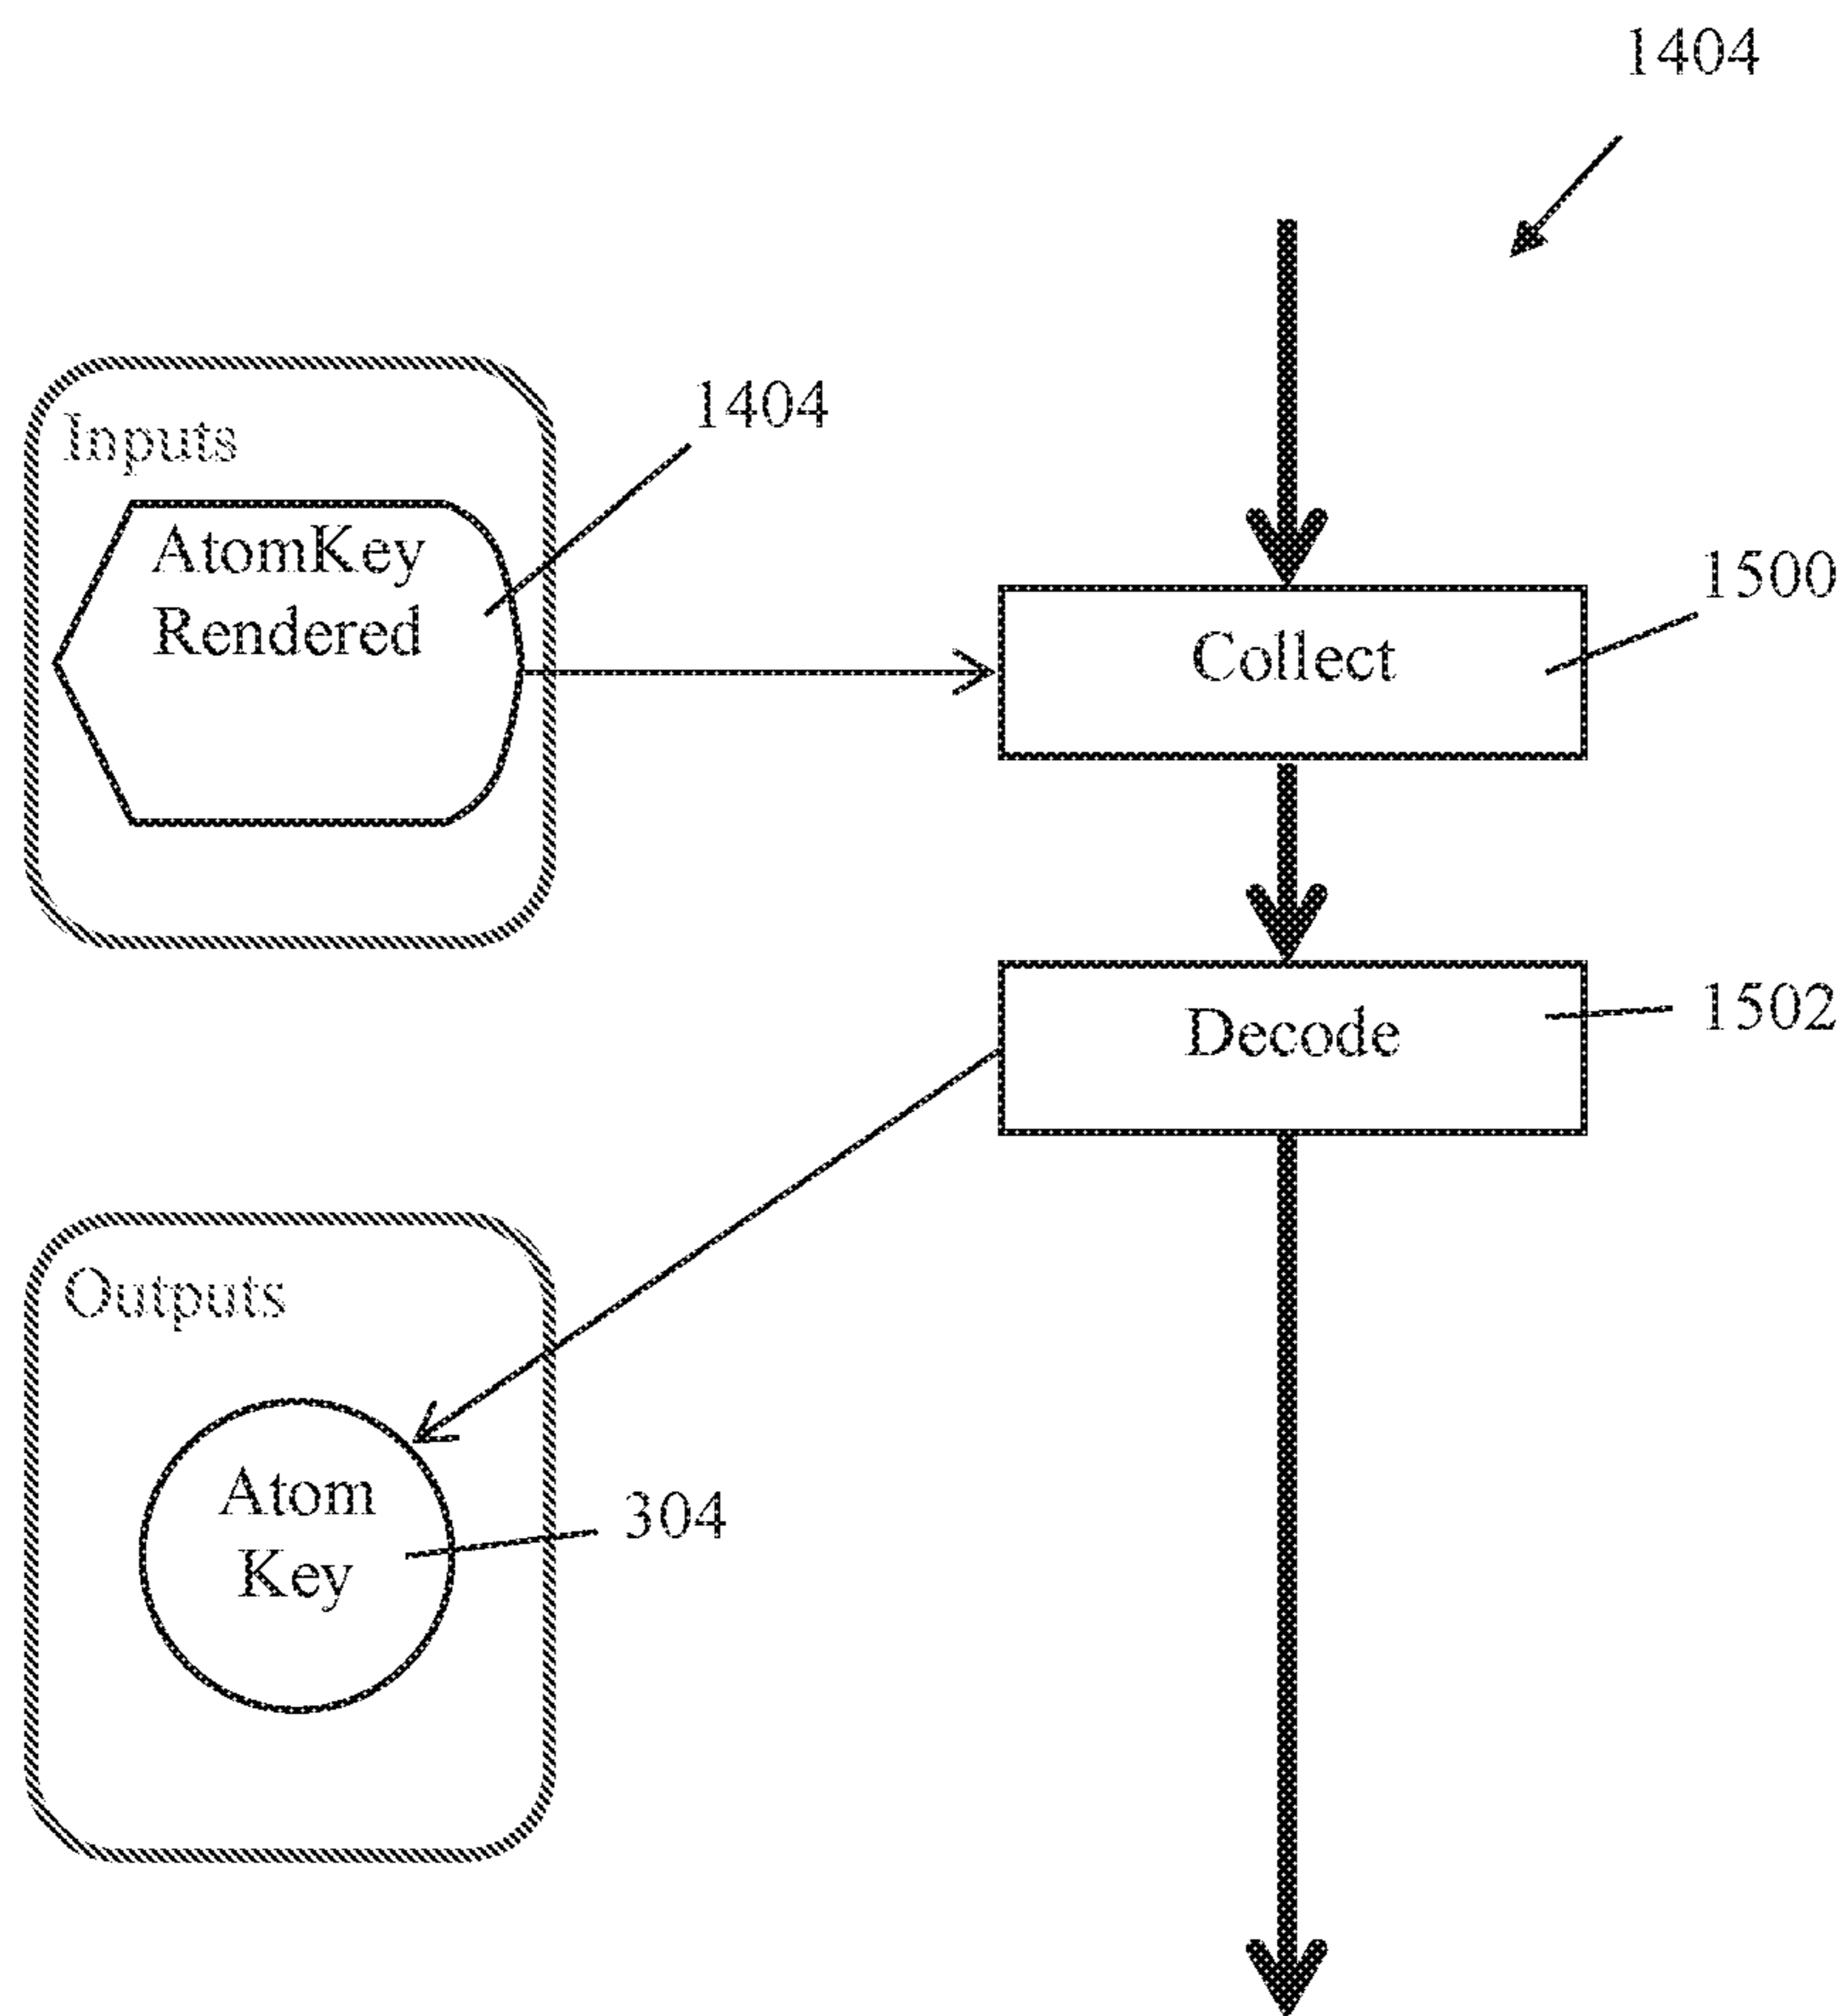 1404
Inputs
1404
AtomKey
Rendered
1500
Collect
1502
Decode
Outputs
Atom
Key
304